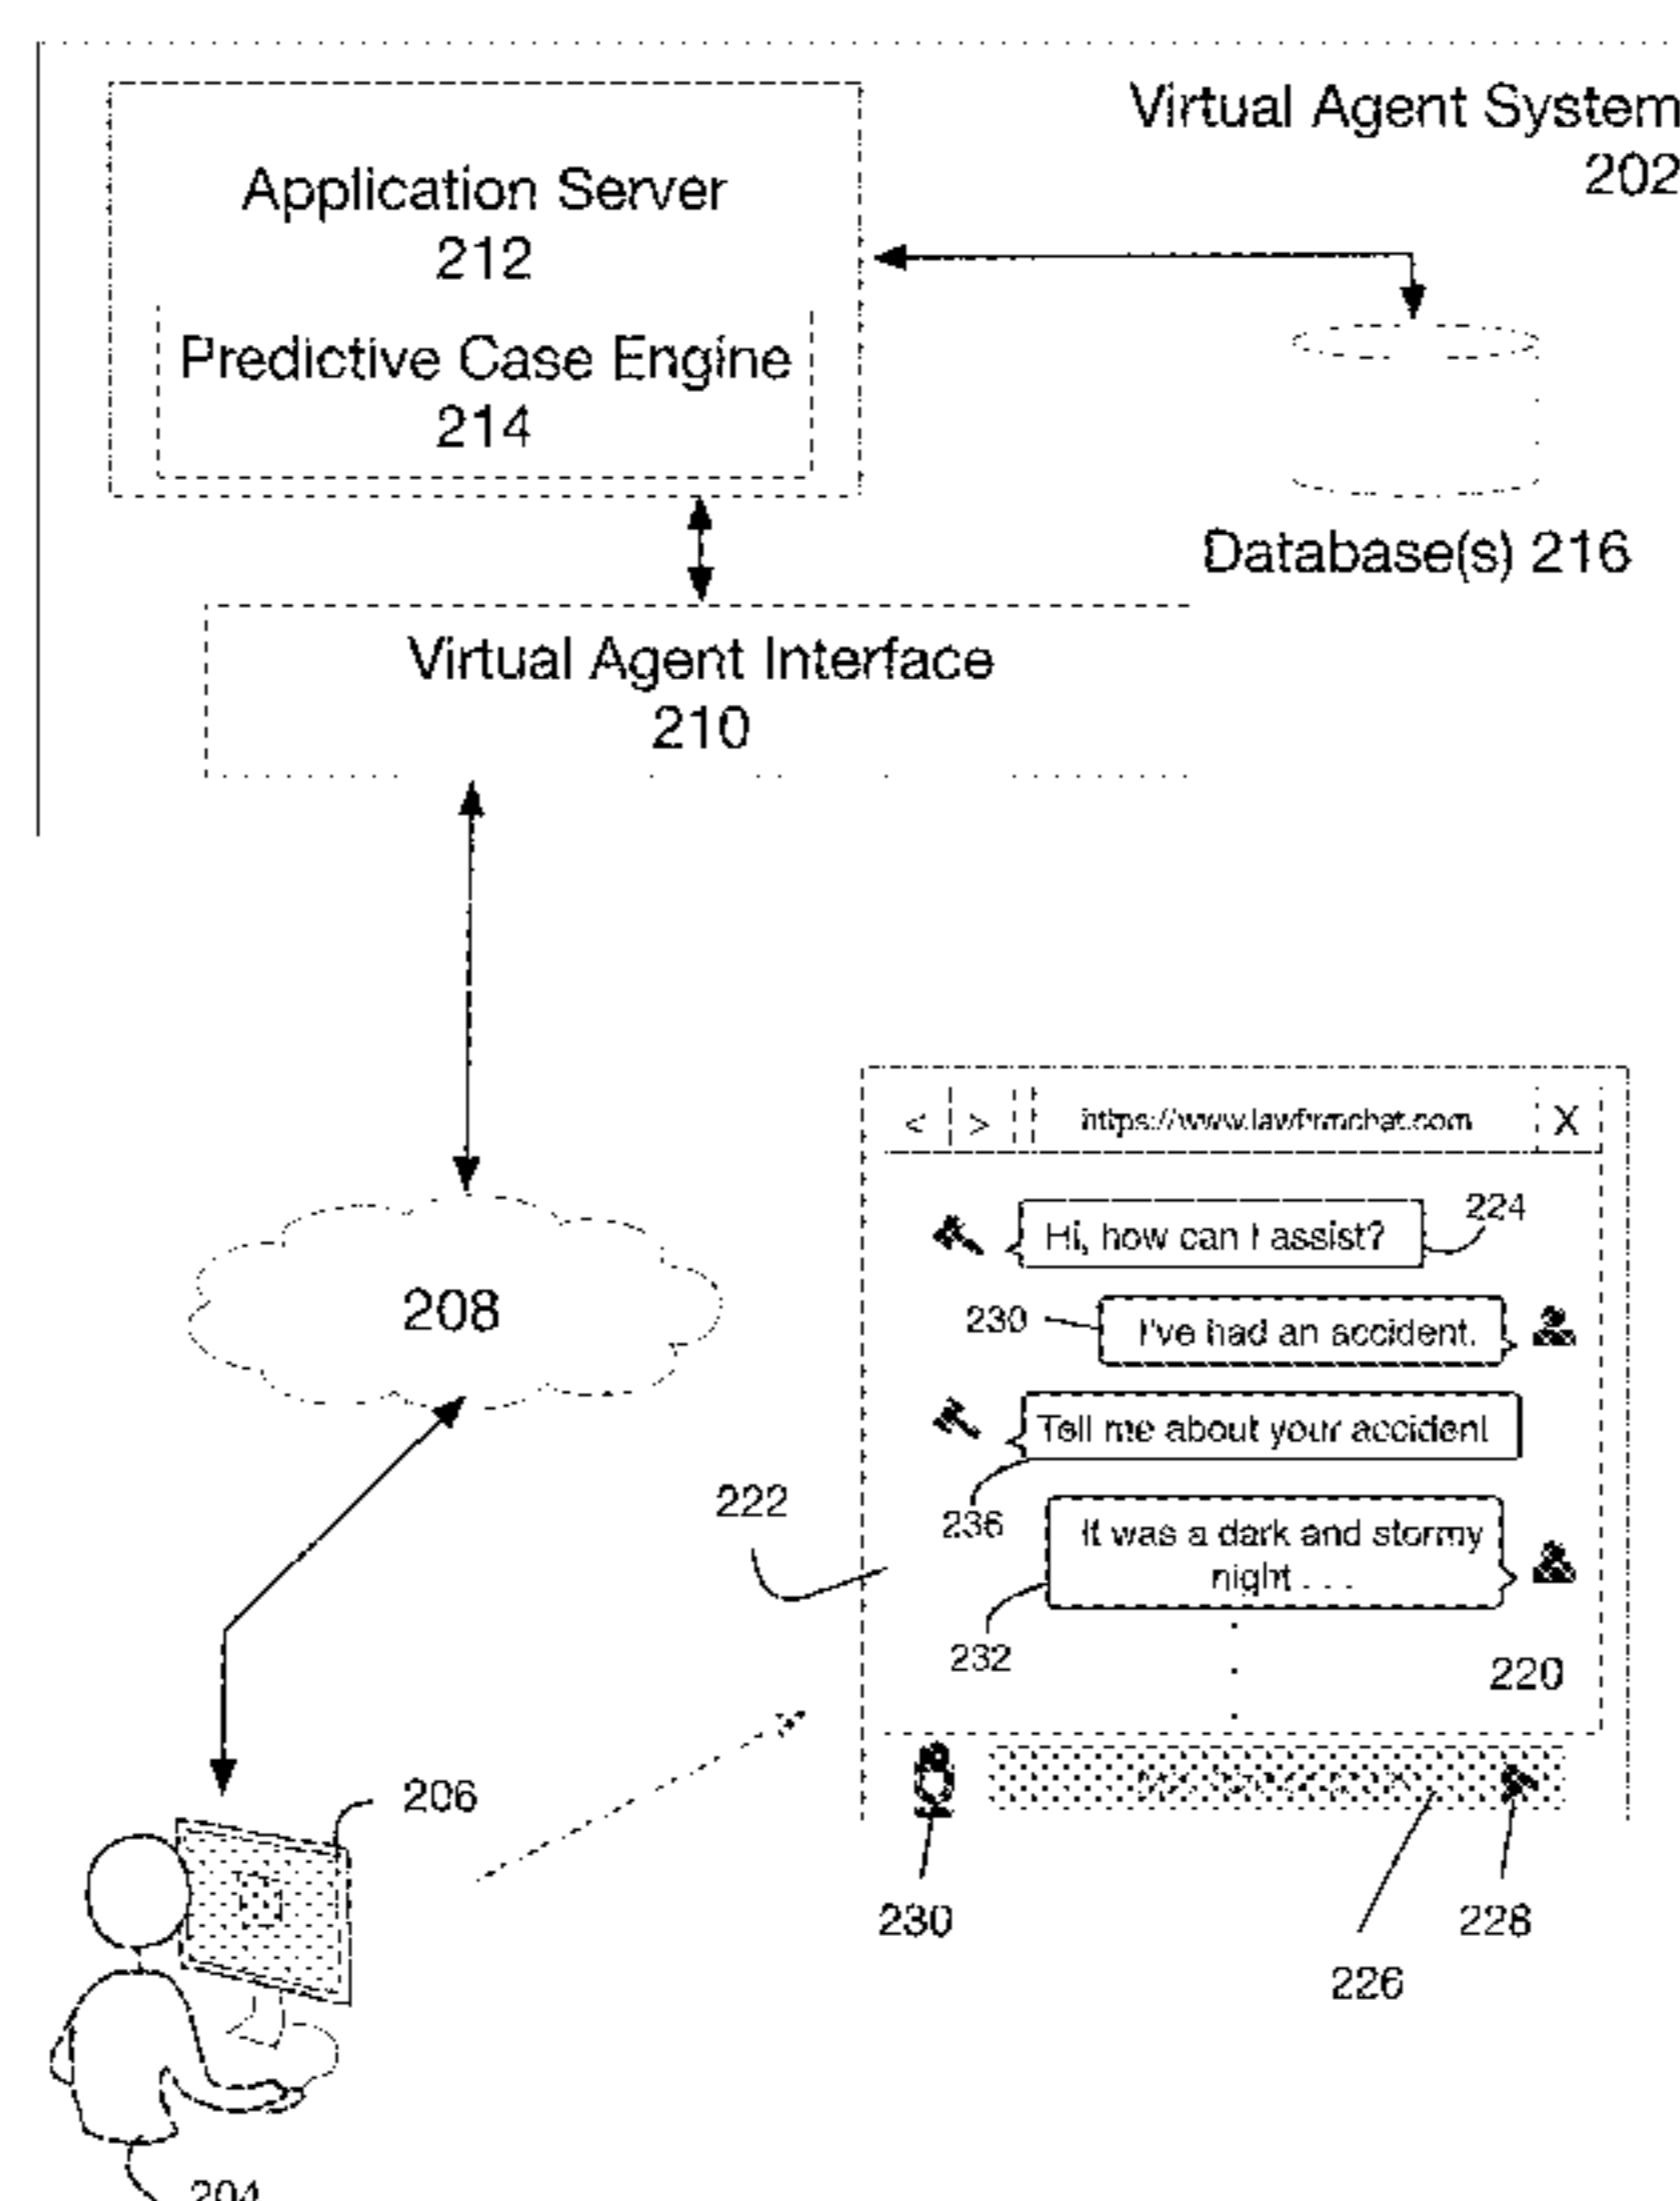 Virtual Agent System
202
Application Server
212
Predictive Case Engine
214
Database(s) 216
Virtual Agent Interface
210
208
< > https://www.lawfirmchat.com X
Hi, how can I assist?
224
230
I've had an accident.
Tell me about your accident
236
222
It was a dark and stormy
night . . .
232
220
206
230
228
226
204